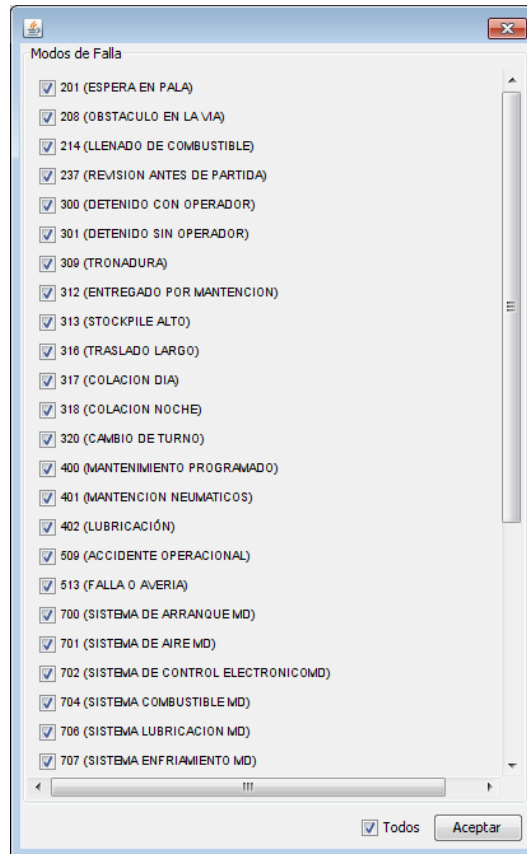 Modos de Falla
201 (ESPERA EN PALA)
208 (OBSTACULO EN LA VIA)
214 (LLENADO DE COMBUSTIBLE)
237 (REVISION ANTES DE PARTIDA)
300 (DETENIDO CON OPERADOR)
301 (DETENIDO SIN OPERADOR)
309 (TRONADURA)
312 (ENTREGADO POR MANTENCION)
313 (STOCKPILE ALTO)
316 (TRASLADO LARGO)
317 (COLACION DIA)
318 (COLACION NOCHE)
320 (CAMBIO DE TURNO)
400 (MANTENIMIENTO PROGRAMADO)
401 (MANTENCION NEUMATICOS)
402 (LUBRICACIÓN)
509 (ACCIDENTE OPERACIONAL)
513 (FALLA O AVERIA)
700 (SISTEMA DE ARRANQUE MD)
701 (SISTEMA DE AIRE MD)
702 (SISTEMA DE CONTROL ELECTRONICOMD)
704 (SISTEMA COMBUSTIBLE MD)
706 (SISTEMA LUBRICACION MD)
707 (SISTEMA ENFRIAMIENTO MD)
Todos Aceptar